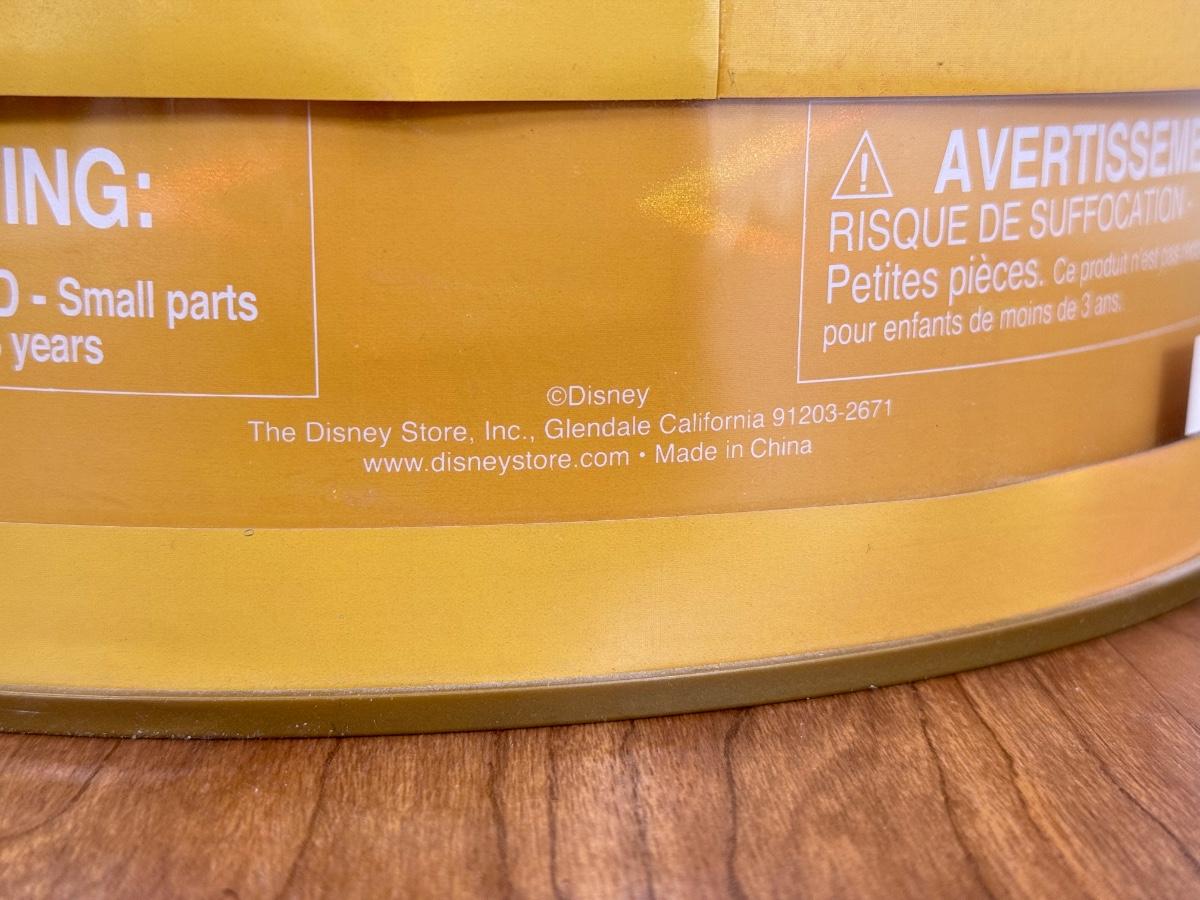 ING:
- Small parts
years
AVERTISSEME
RISQUE DE SUFFOCATION -
Petites pièces. Ce produit n'est pas
pour enfants de moins de 3 ans.
©Disney
The Disney Store, Inc., Glendale California 91203-2671
www.disneystore.com • Made in China